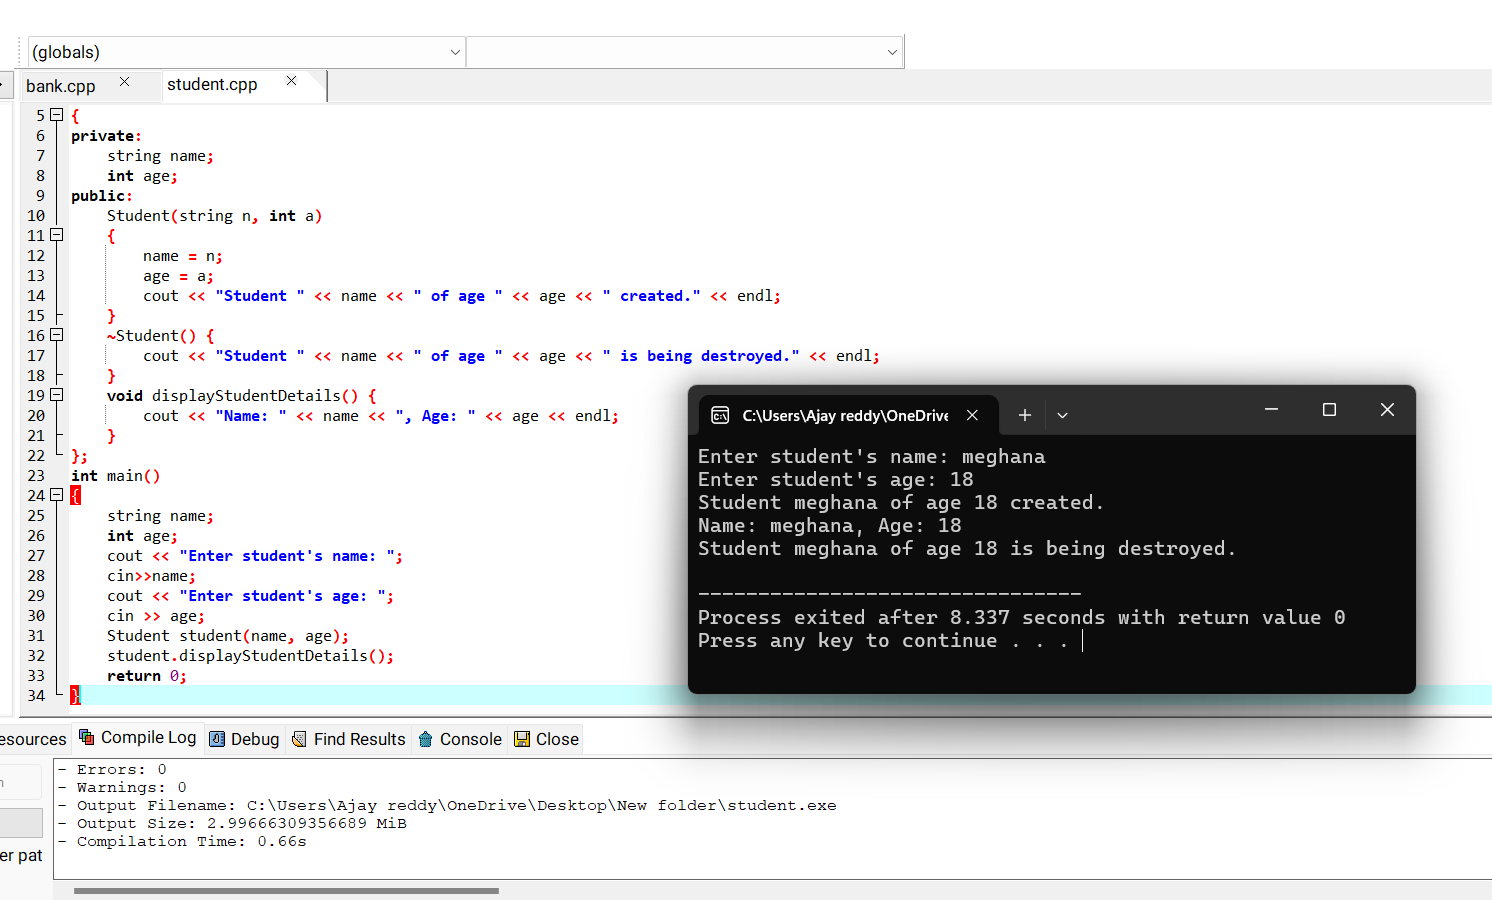 (globals)
bank.cpp
student.cpp
5 {
6 private:
7 string name;
8 int age;
9 public:
10 Student(string n, int a)
11 {
12 name = n;
13 age = a;
14 cout << "Student " << name << " of age " << age << " created." << endl;
15 }
16 ~Student() {
17 cout << "Student " << name << " of age " << age << " is being destroyed." << endl;
18 }
19 void displayStudentDetails() {
20 cout << "Name: " << name << ", Age: " << age << endl;
21 }
22 };
23 int main()
24 {
25 string name;
26 int age;
27 cout << "Enter student's name: ";
28 cin>>name;
29 cout << "Enter student's age: ";
30 cin >> age;
31 Student student(name, age);
32 student.displayStudentDetails();
33 return 0;
34 }
C:\Users\Ajay reddy\OneDrive
Enter student's name: meghana
Enter student's age: 18
Student meghana of age 18 created.
Name: meghana, Age: 18
Student meghana of age 18 is being destroyed.
--------------------------------
Process exited after 8.337 seconds with return value 0
Press any key to continue . . .
esources Compile Log Debug Find Results Console Close
- Errors: 0
- Warnings: 0
- Output Filename: C:\Users\Ajay reddy\OneDrive\Desktop\New folder\student.exe
- Output Size: 2.99666309356689 MiB
- Compilation Time: 0.66s
er pat